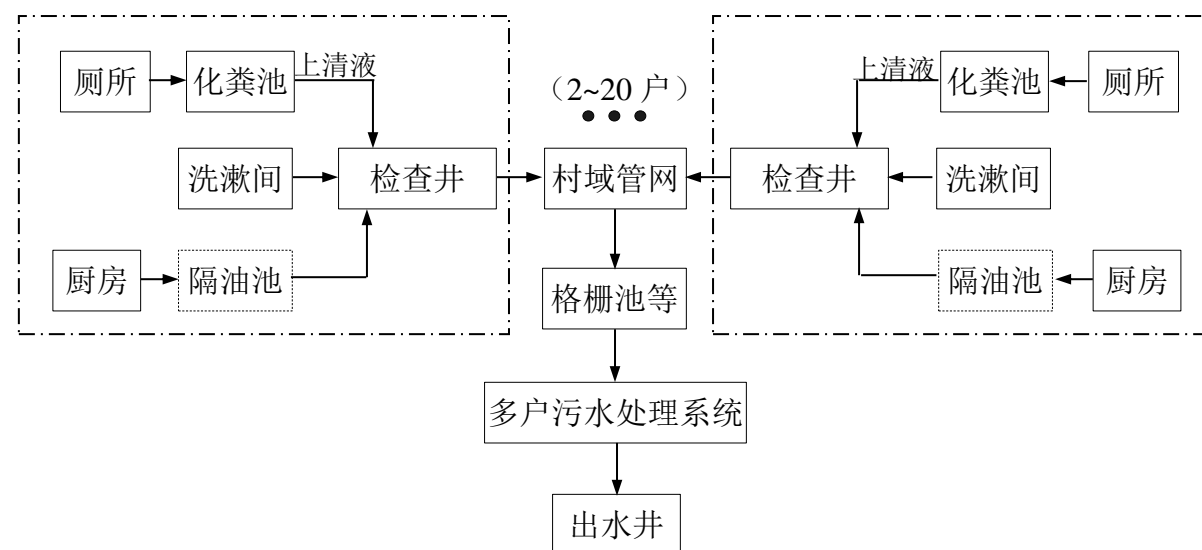 厕所
化粪池
上清液
洗漱间
检查井
厨房
隔油池
（2~20 户）
村域管网
格栅池等
多户污水处理系统
出水井
上清液
化粪池
厕所
检查井
洗漱间
隔油池
厨房